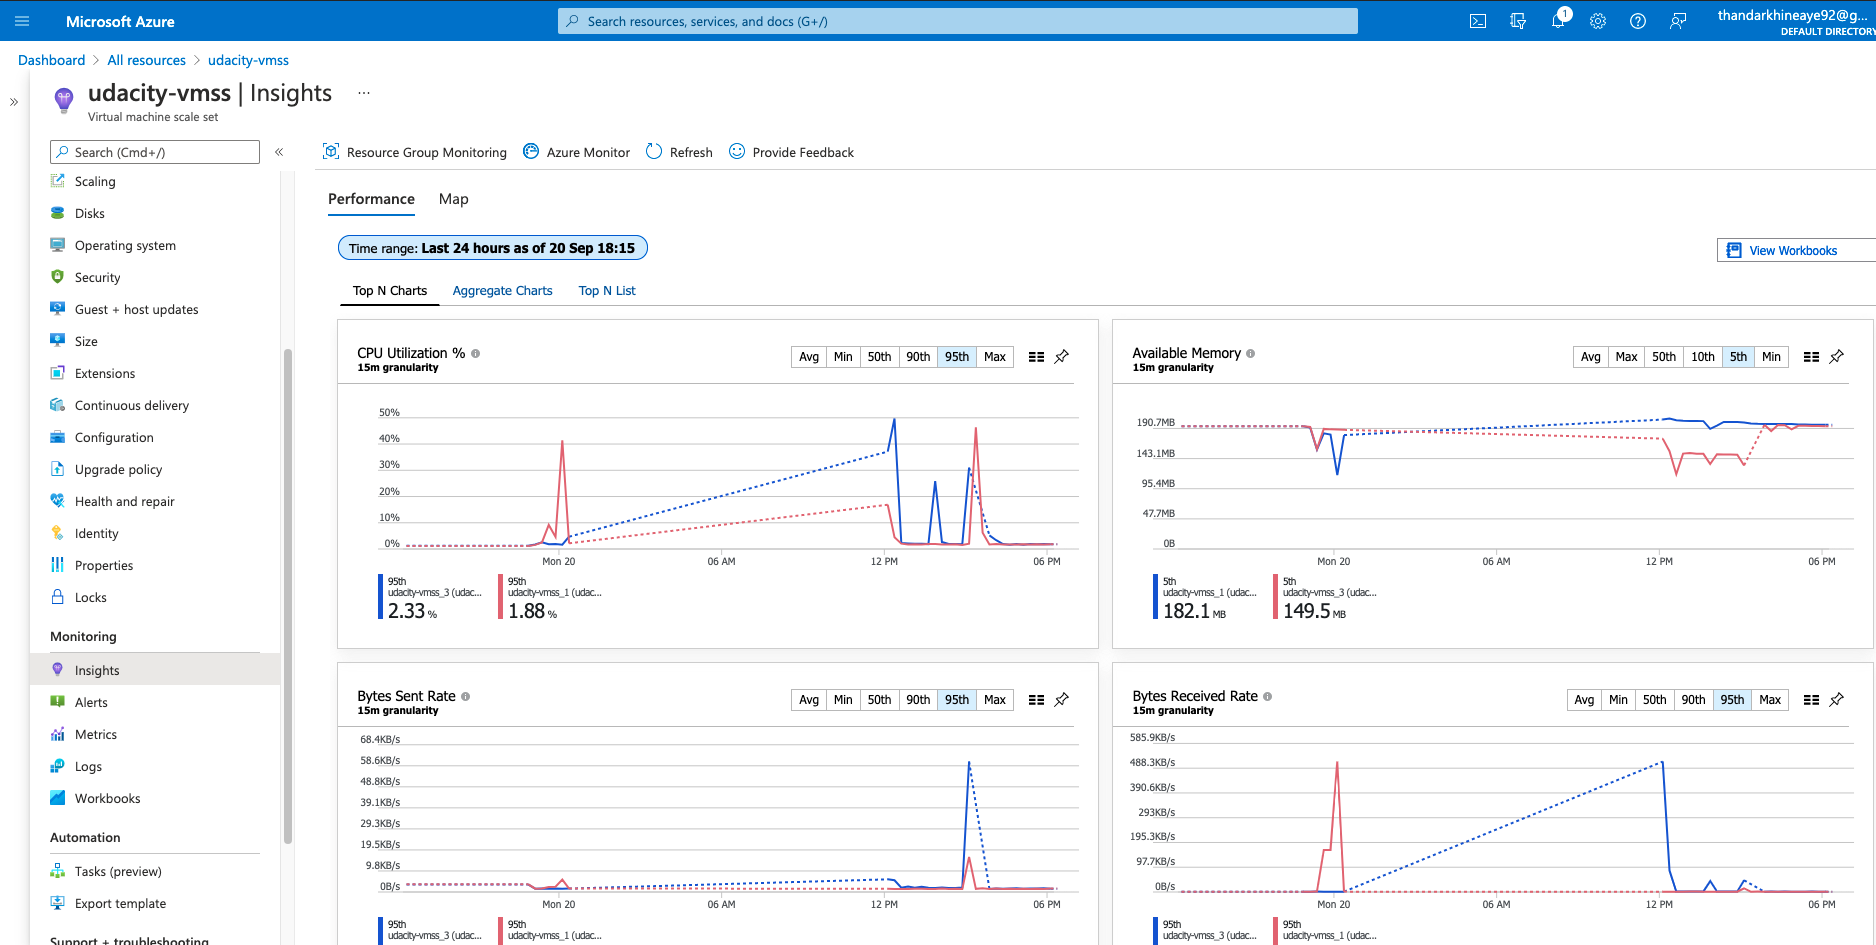 Microsoft Azure
Search resources, services, and docs (G+/)
1
thandarkhineaye92@g...
DEFAULT DIRECTORY
Dashboard > All resources > udacity-vmss
udacity-vmss | Insights ...
Virtual machine scale set
Search (Cmd+/)
Scaling
Disks
Operating system
Security
Guest + host updates
Size
Extensions
Continuous delivery
Configuration
Upgrade policy
Health and repair
Identity
Properties
Locks
Monitoring
Insights
Alerts
Metrics
Logs
Workbooks
Automation
Tasks (preview)
Export template
Support + troubleshooting
Resource Group Monitoring Azure Monitor Refresh Provide Feedback
Performance Map
Time range: Last 24 hours as of 20 Sep 18:15
View Workbooks
Top N Charts Aggregate Charts Top N List
CPU Utilization %
15m granularity
Avg Min 50th 90th 95th Max
50%
40%
30%
20%
10%
0%
Mon 20 06 AM 12 PM 06 PM
95th
udacity-vmss_3 (udac...
2.33 %
95th
udacity-vmss_1 (udac...
1.88 %
Available Memory
15m granularity
Avg Max 50th 10th 5th Min
190.7MB
143.1MB
95.4MB
47.7MB
0B
Mon 20 06 AM 12 PM 06 PM
5th
udacity-vmss_1 (udac...
182.1 MB
5th
udacity-vmss_3 (udac...
149.5 MB
Bytes Sent Rate
15m granularity
Avg Min 50th 90th 95th Max
68.4KB/s
58.6KB/s
48.8KB/s
39.1KB/s
29.3KB/s
19.5KB/s
9.8KB/s
0B/s
Mon 20 06 AM 12 PM 06 PM
95th
udacity-vmss_3 (udac...
95th
udacity-vmss_1 (udac...
Bytes Received Rate
15m granularity
Avg Min 50th 90th 95th Max
585.9KB/s
488.3KB/s
390.6KB/s
293KB/s
195.3KB/s
97.7KB/s
0B/s
Mon 20 06 AM 12 PM 06 PM
95th
udacity-vmss_3 (udac...
95th
udacity-vmss_1 (udac...